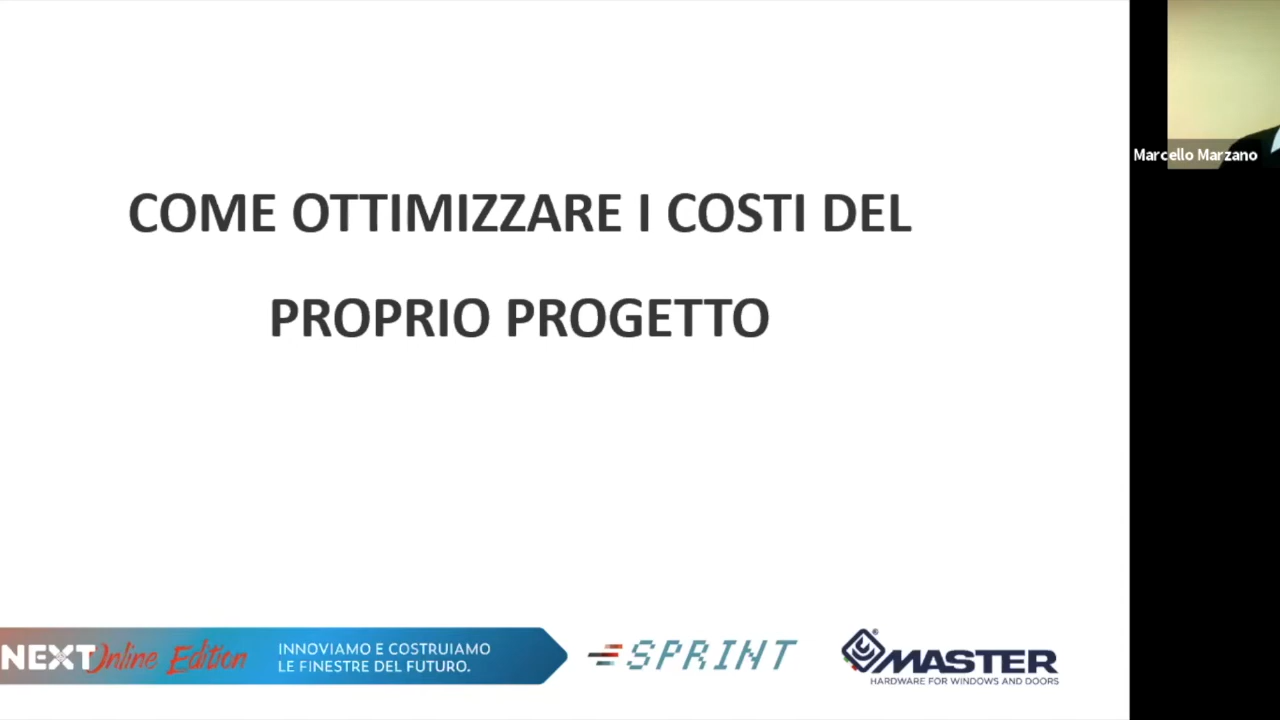 COME OTTIMIZZARE I COSTI DEL
PROPRIO PROGETTO
Marcello Marzano
NEXT Online Edition
INNOVIAMO E COSTRUIAMO
LE FINESTRE DEL FUTURO.
SPRINT
MASTER
HARDWARE FOR WINDOWS AND DOORS